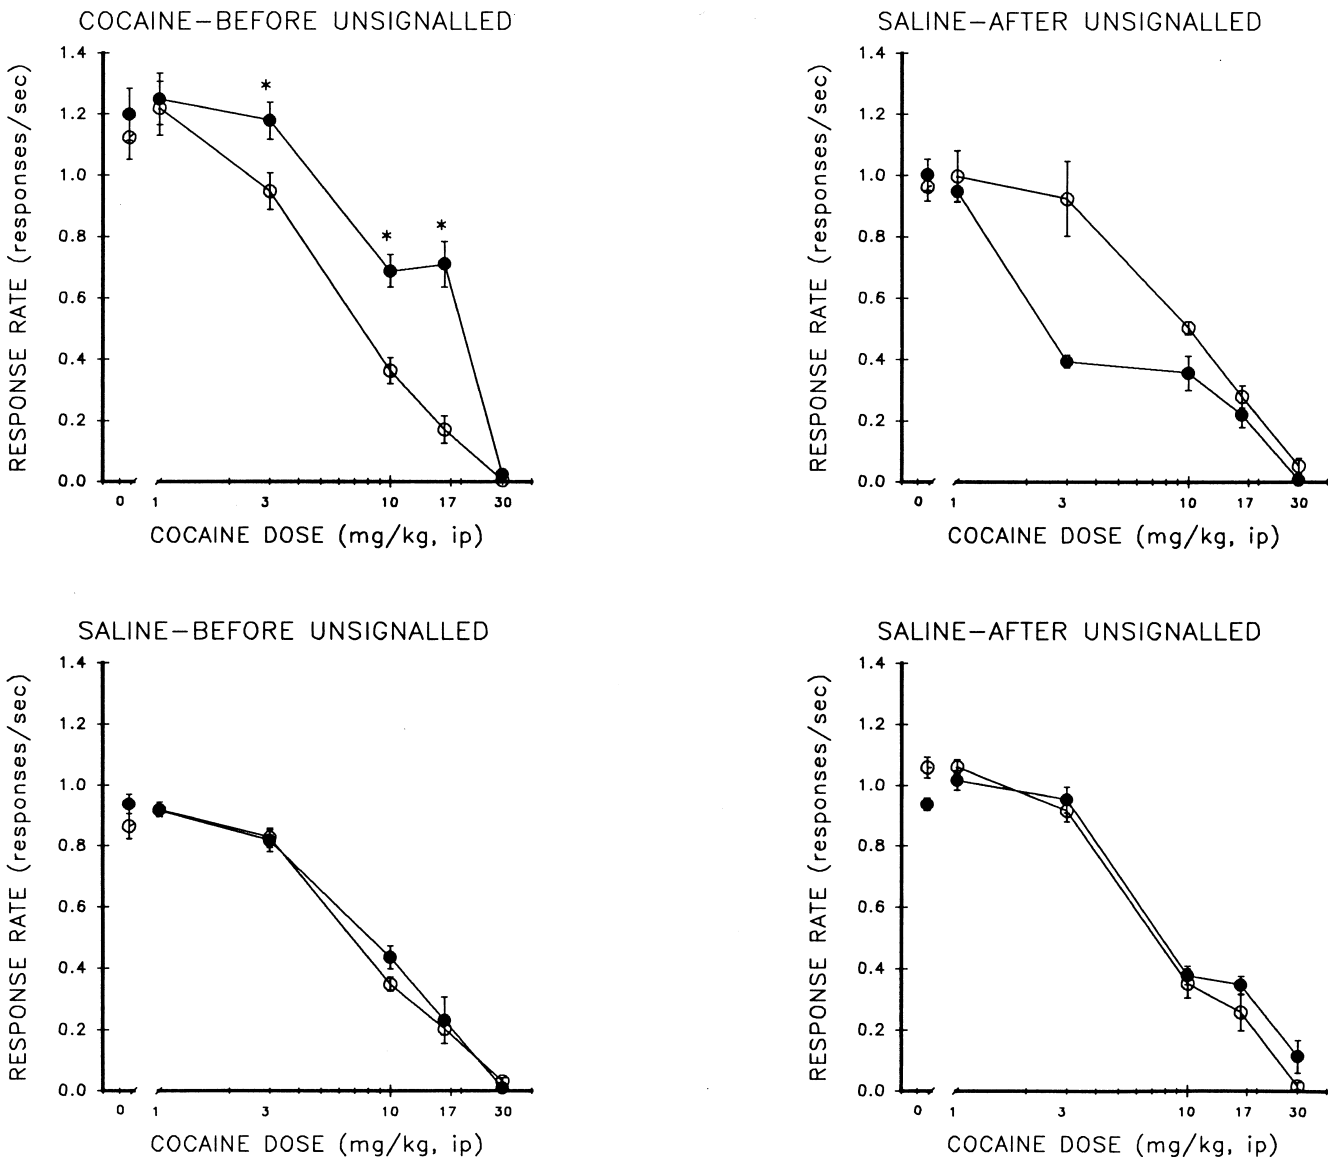 COCAINE-BEFORE UNSIGNALLED
1.4
1.2
1.0
0.8
0.6
0.4
0.2
0.0
RESPONSE RATE (responses/sec)
*
*
*
0 1 3 10 17 30
COCAINE DOSE (mg/kg, ip)
SALINE-AFTER UNSIGNALLED
1.4
1.2
1.0
0.8
0.6
0.4
0.2
0.0
RESPONSE RATE (responses/sec)
0 1 3 10 17 30
COCAINE DOSE (mg/kg, ip)
SALINE-BEFORE UNSIGNALLED
1.4
1.2
1.0
0.8
0.6
0.4
0.2
0.0
RESPONSE RATE (responses/sec)
0 1 3 10 17 30
COCAINE DOSE (mg/kg, ip)
SALINE-AFTER UNSIGNALLED
1.4
1.2
1.0
0.8
0.6
0.4
0.2
0.0
RESPONSE RATE (responses/sec)
0 1 3 10 17 30
COCAINE DOSE (mg/kg, ip)